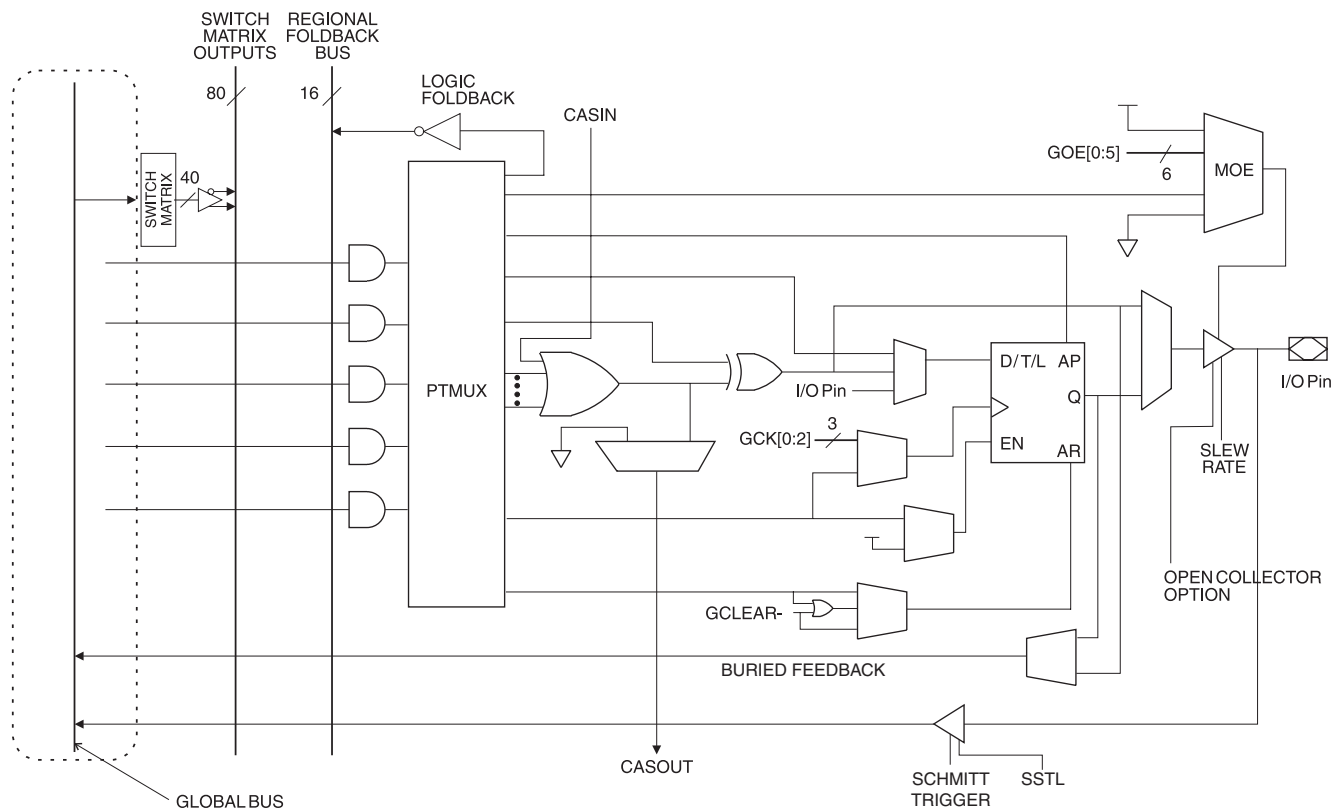 SWITCH
MATRIX
OUTPUTS
REGIONAL
FOLDBACK
BUS
80
16
LOGIC
FOLDBACK
CASIN
GOE[0:5]
6
MOE
SWITCH
MATRIX
40
PTMUX
D/T/L
AP
Q
EN
AR
I/O Pin
I/O Pin
GCK[0:2]
3
SLEW
RATE
OPEN COLLECTOR
OPTION
GCLEAR-
BURIED FEEDBACK
CASOUT
SCHMITT
TRIGGER
SSTL
GLOBAL BUS